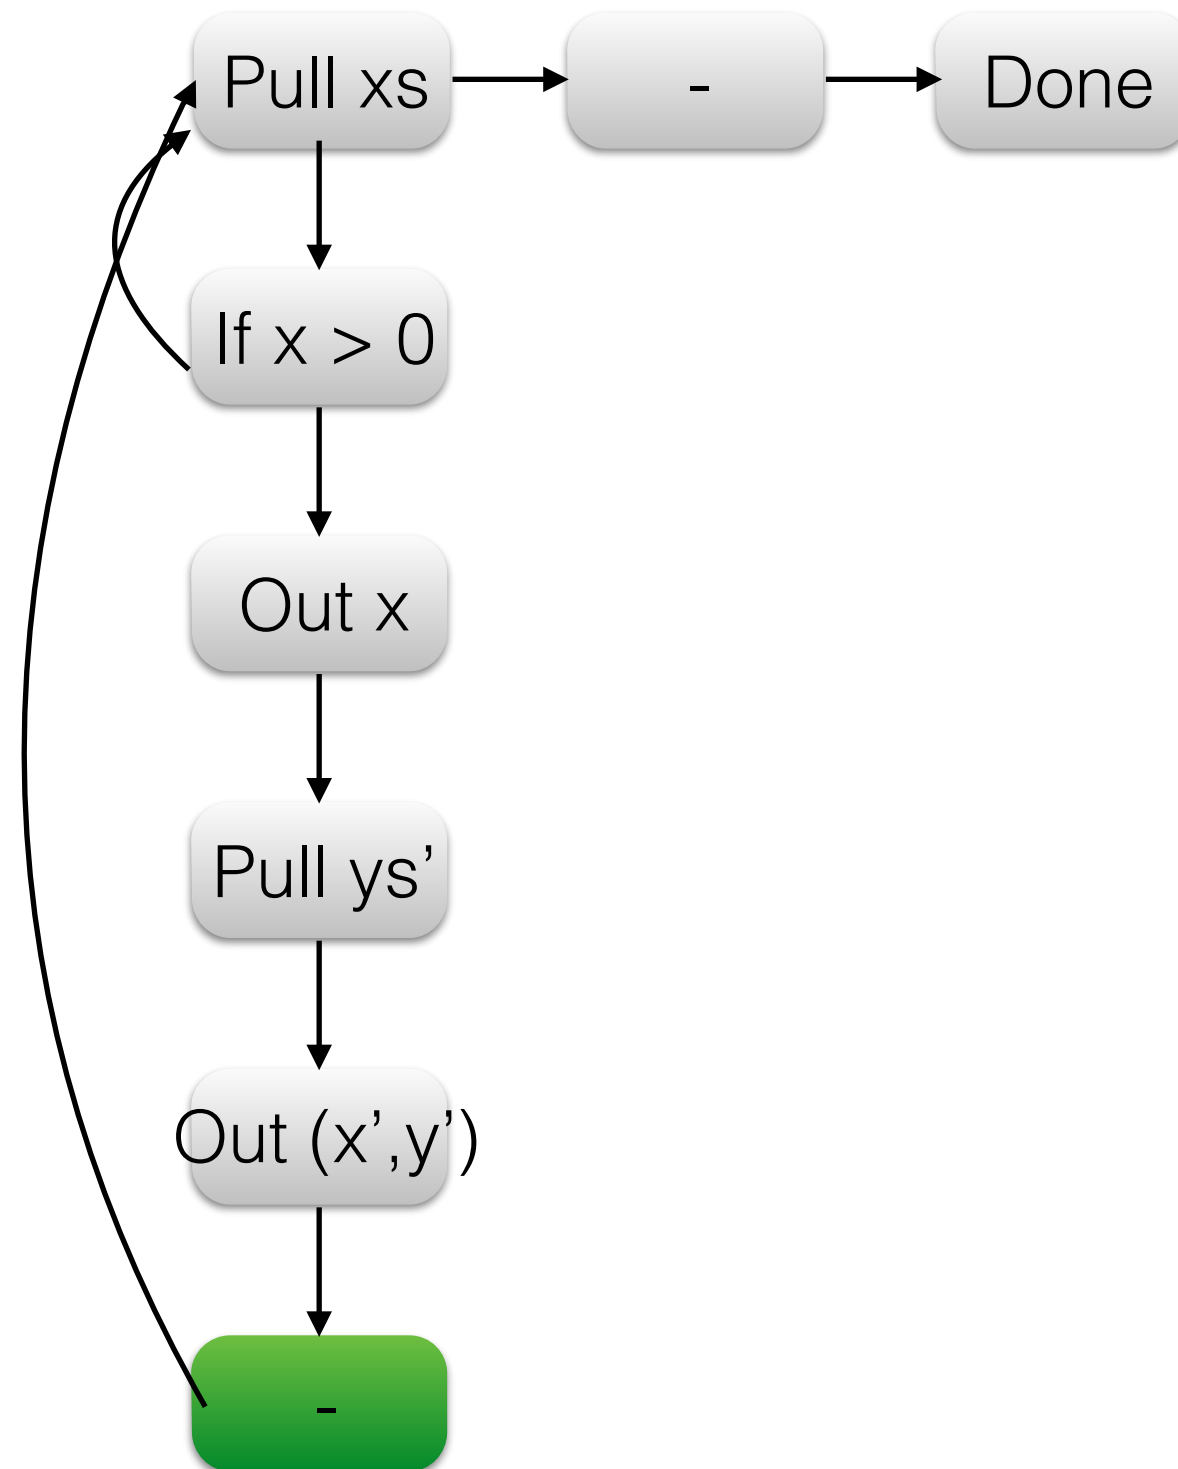 Pull xs
-
Done
If x > 0
Out x
Pull ys’
Out (x’,y’)
-